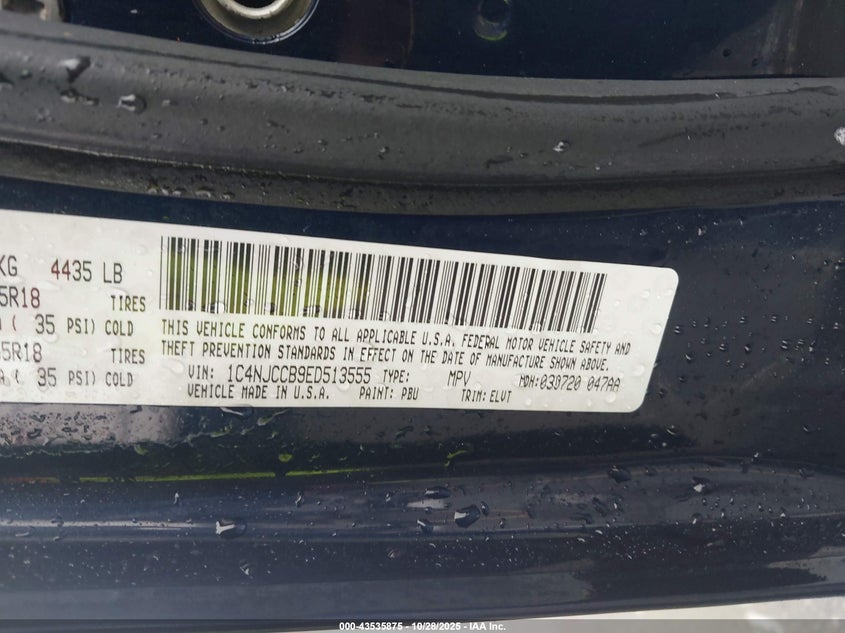 KG 4435 LB
5R18 TIRES
( 35 PSI) COLD
5R18 TIRES
A ( 35 PSI) COLD
THIS VEHICLE CONFORMS TO ALL APPLICABLE U.S.A. FEDERAL MOTOR VEHICLE SAFETY AND
THEFT PREVENTION STANDARDS IN EFFECT ON THE DATE OF MANUFACTURE SHOWN ABOVE.
VIN: 1C4NJCCB9ED513555 TYPE: MPV MDH:030720 047AA
VEHICLE MADE IN U.S.A. PAINT: PBU TRIM: ELVT
000-43535875 | 10/28/2025 - IAA Inc.